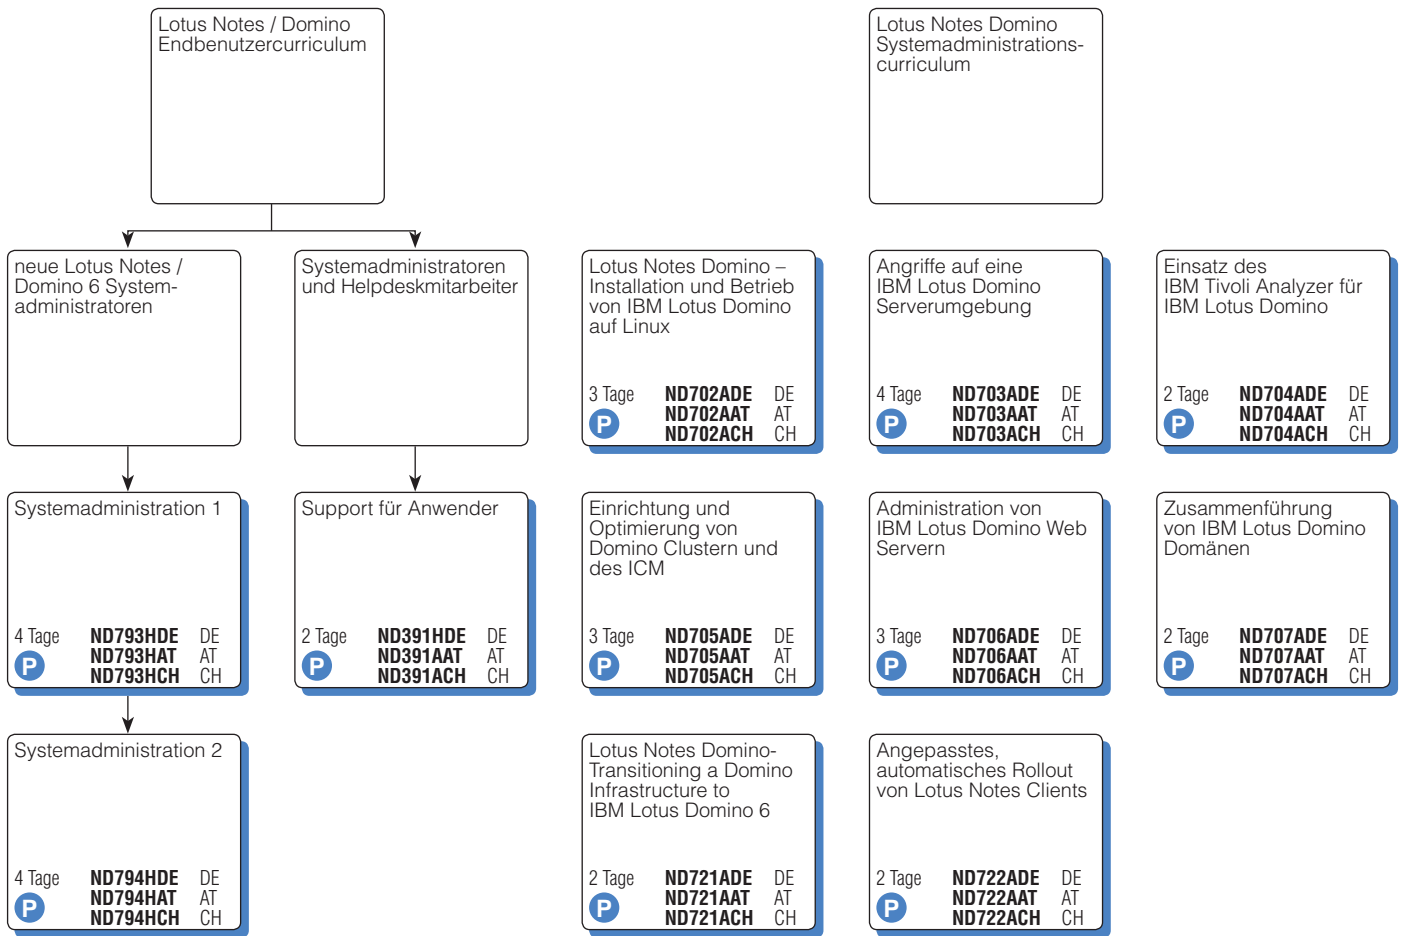 Lotus Notes / Domino
Endbenutzercurriculum
Lotus Notes Domino
Systemadministrations-
curriculum
neue Lotus Notes /
Domino 6 System-
administratoren
Systemadministratoren
und Helpdeskmitarbeiter
Lotus Notes Domino –
Installation und Betrieb
von IBM Lotus Domino
auf Linux
3 Tage ND702ADE DE
P ND702AAT AT
ND702ACH CH
Angriffe auf eine
IBM Lotus Domino
Serverumgebung
4 Tage ND703ADE DE
P ND703AAT AT
ND703ACH CH
Einsatz des
IBM Tivoli Analyzer für
IBM Lotus Domino
2 Tage ND704ADE DE
P ND704AAT AT
ND704ACH CH
Systemadministration 1
4 Tage ND793HDE DE
P ND793HAT AT
ND793HCH CH
Support für Anwender
2 Tage ND391HDE DE
P ND391AAT AT
ND391ACH CH
Einrichtung und
Optimierung von
Domino Clustern und
des ICM
3 Tage ND705ADE DE
P ND705AAT AT
ND705ACH CH
Administration von
IBM Lotus Domino Web
Servern
3 Tage ND706ADE DE
P ND706AAT AT
ND706ACH CH
Zusammenführung
von IBM Lotus Domino
Domänen
2 Tage ND707ADE DE
P ND707AAT AT
ND707ACH CH
Systemadministration 2
4 Tage ND794HDE DE
P ND794HAT AT
ND794HCH CH
Lotus Notes Domino-
Transitioning a Domino
Infrastructure to
IBM Lotus Domino 6
2 Tage ND721ADE DE
P ND721AAT AT
ND721ACH CH
Angepasstes,
automatisches Rollout
von Lotus Notes Clients
2 Tage ND722ADE DE
P ND722AAT AT
ND722ACH CH